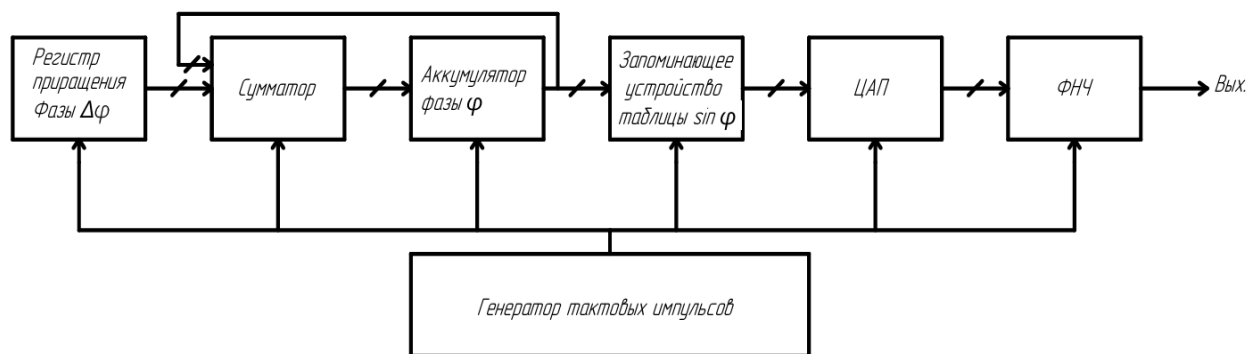 Регистр
приращения
Фазы Δφ
Сумматор
Аккумулятор
фазы φ
Запоминающее
устройство
таблицы sin φ
ЦАП
ФНЧ
Вых.
Генератор тактовых импульсов